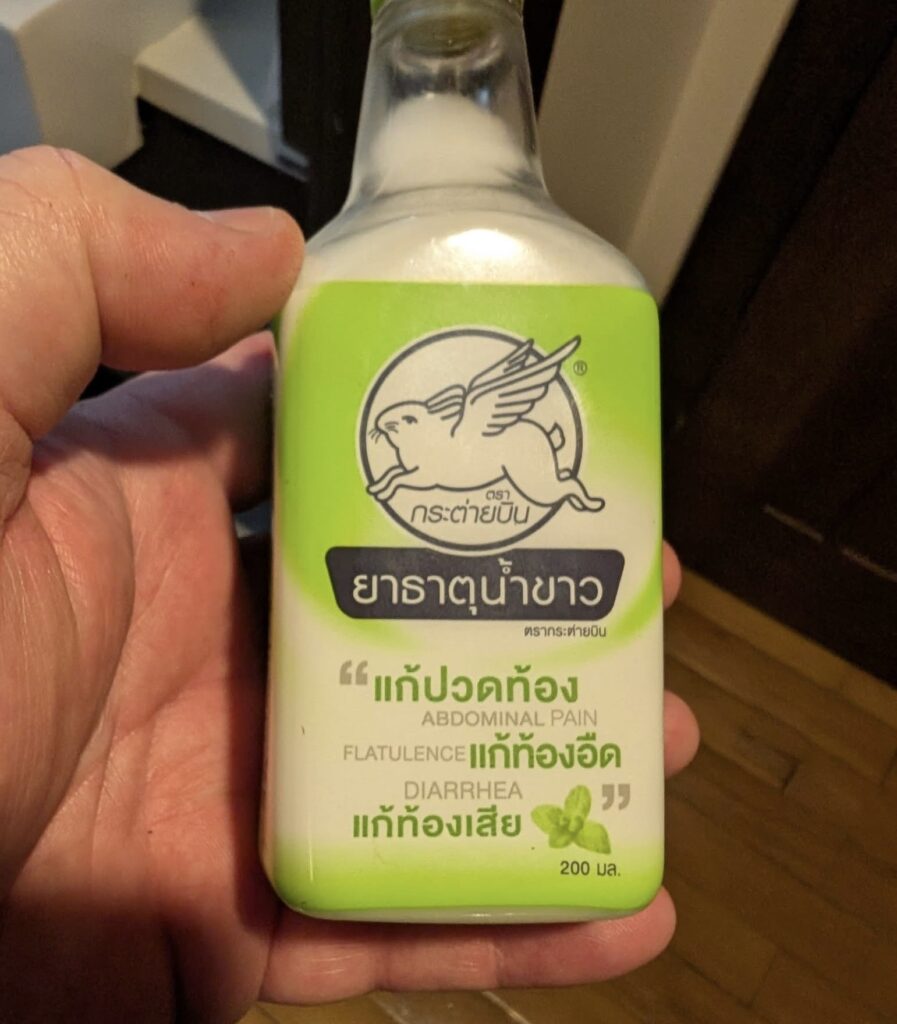 ®
ตรา
กระต่ายบิน
ยาธาตุน้ำขาว
ตรากระต่ายบิน
“แก้ปวดท้อง
ABDOMINAL PAIN
FLATULENCE แก้ท้องอืด
DIARRHEA
แก้ท้องเสีย ”
200 มล.